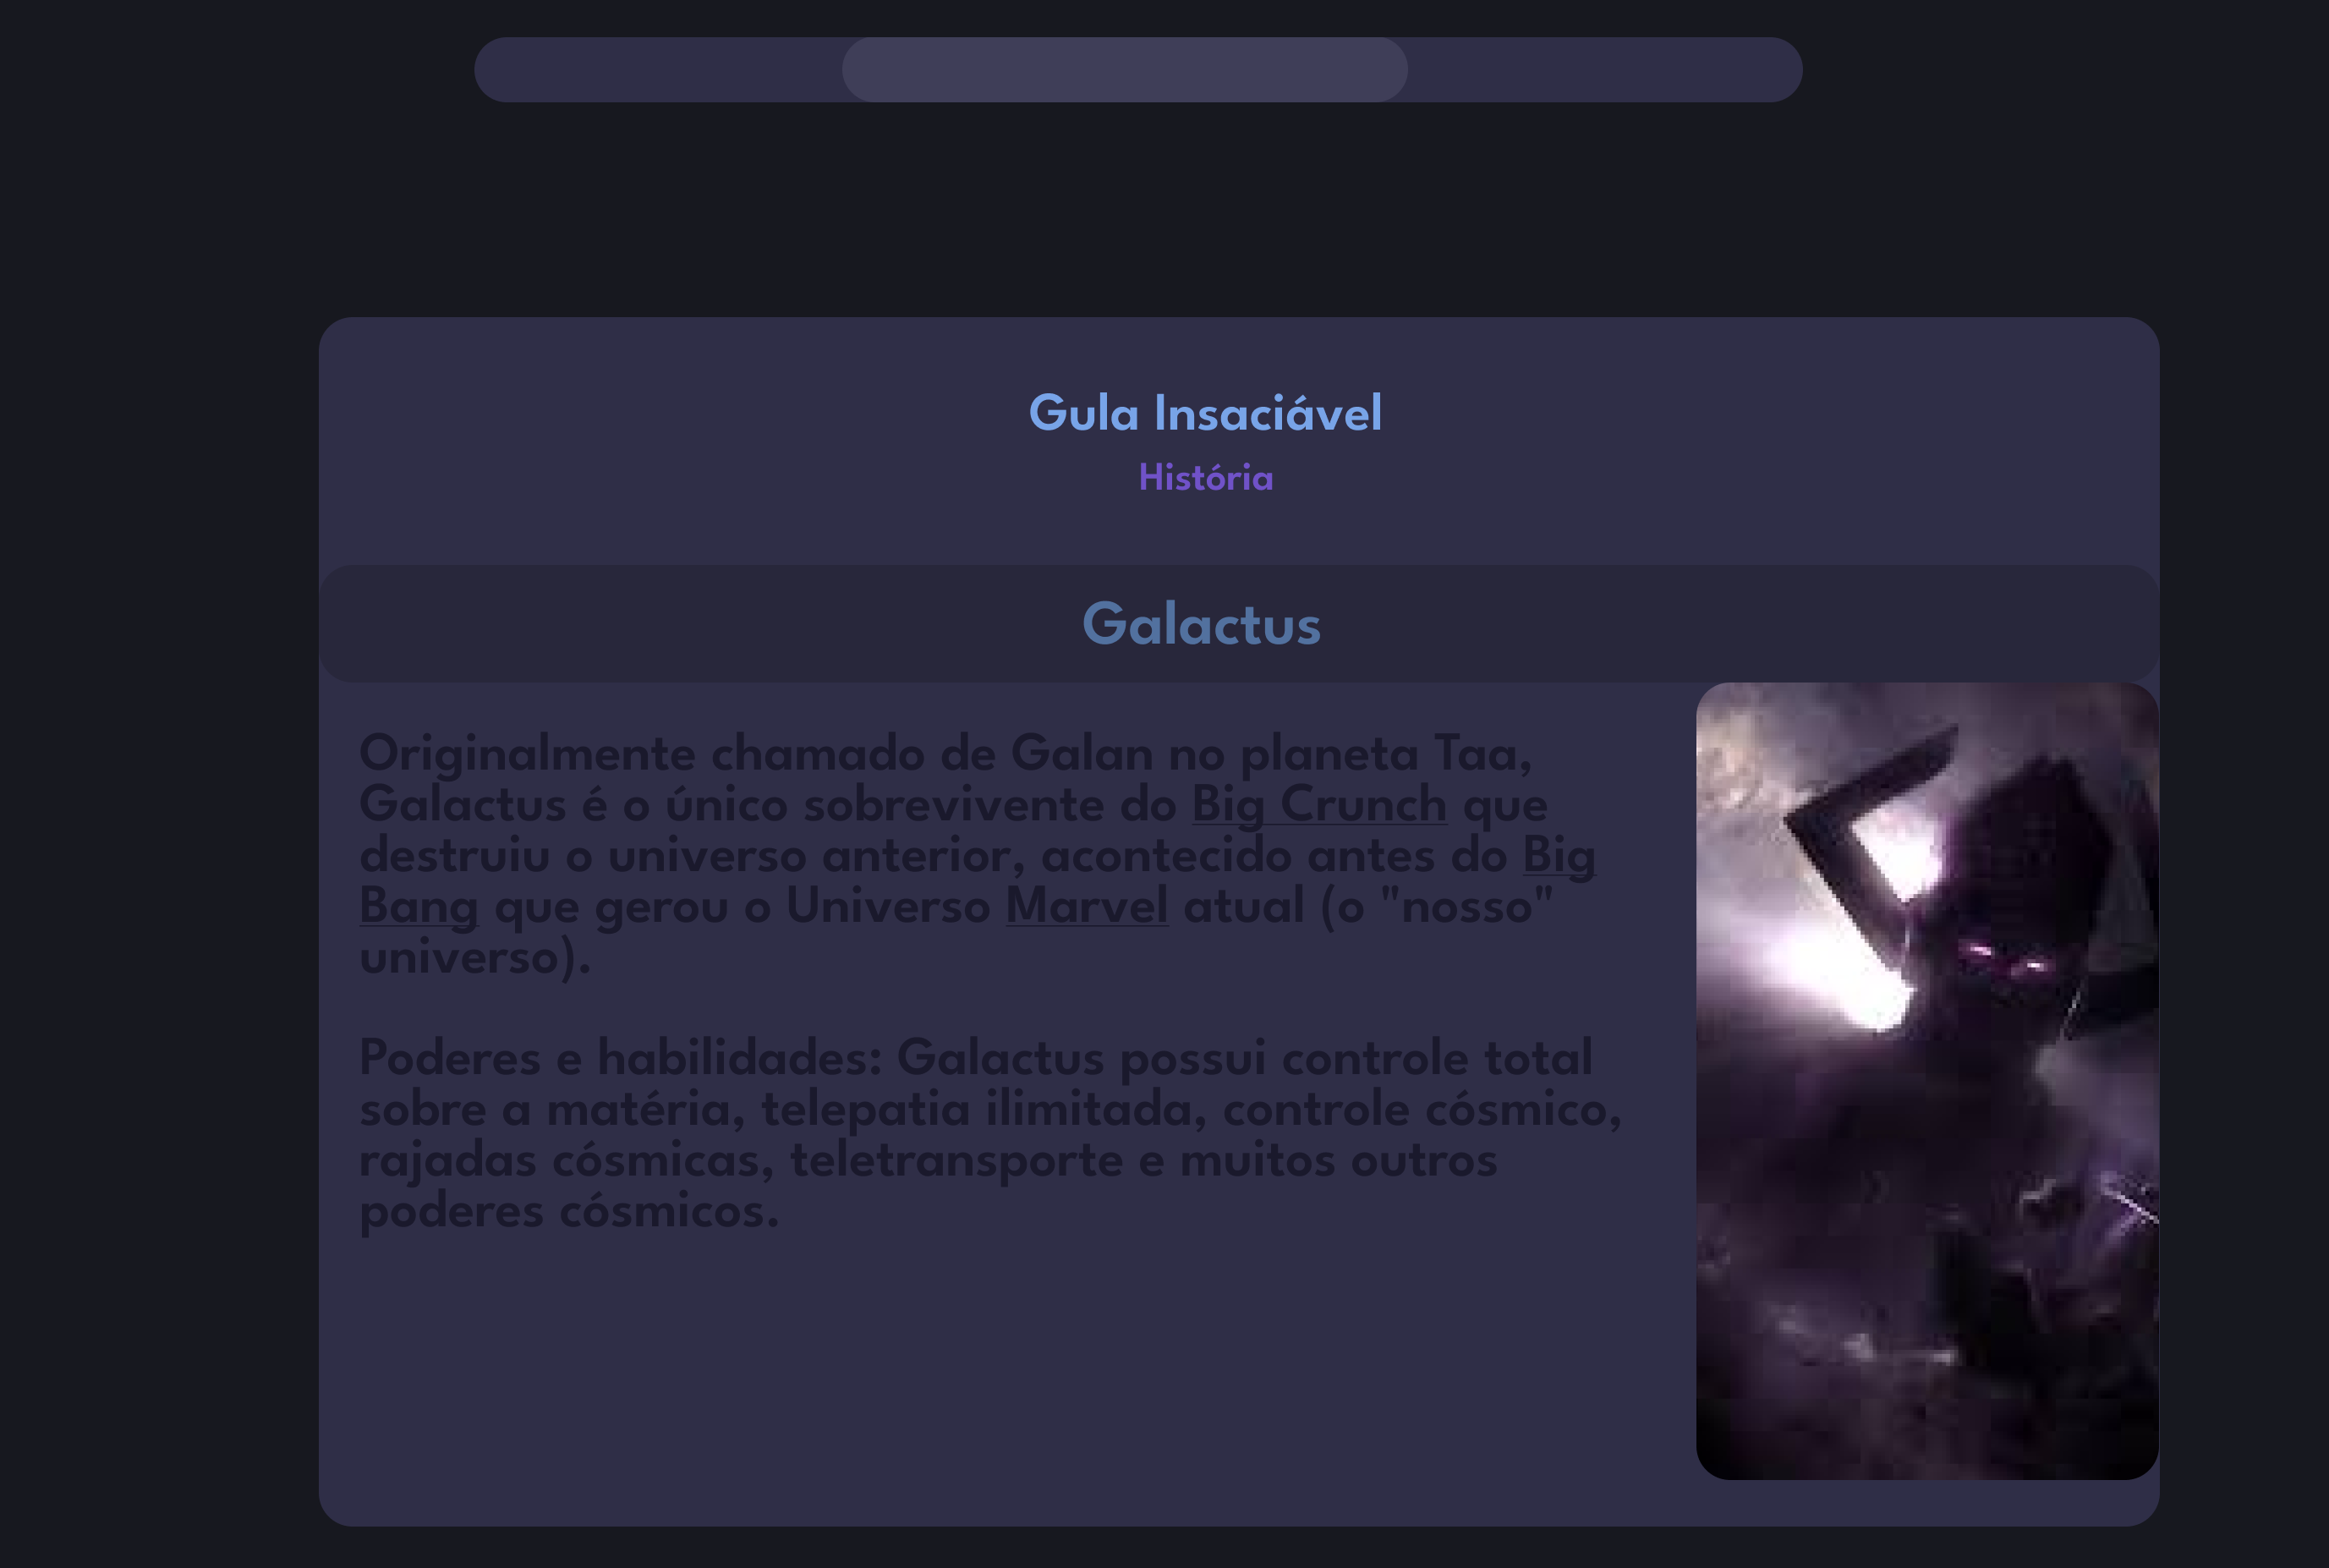 Gula Insaciável
História
Galactus
Originalmente chamado de Galan no planeta Taa,
Galactus é o único sobrevivente do Big Crunch que
destruiu o universo anterior, acontecido antes do Big
Bang que gerou o Universo Marvel atual (o "nosso"
universo).
Poderes e habilidades: Galactus possui controle total
sobre a matéria, telepatia ilimitada, controle cósmico,
rajadas cósmicas, teletransporte e muitos outros
poderes cósmicos.